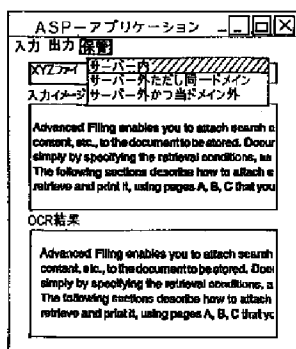 ASP-アプリケーション
入力 出力 保管
サーバー内
XYZファイ
サーバー外ただし同一ドメイン
入力イメージ サーバー外かつ当ドメイン外
Advanced Filing enables you to attach search c
content, etc., to the document to be stored. Docur
simply by specifying the retrieval conditions, as
The following sections describe how to attach s
retrieve and print it, using pages A, B, C that you
OCR結果
Advanced Filing enables you to attach search
content, etc., to the document to be stored. Docu
simply by specifying the retrieval conditions, a
The following sections describe how to attach
retrieve and print it, using pages A, B, C that yo